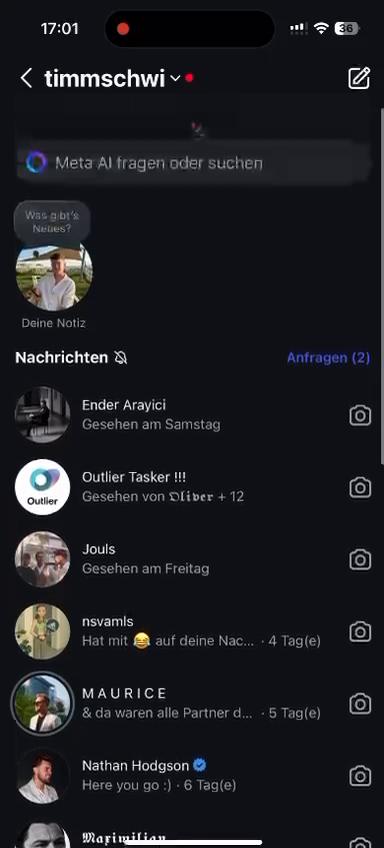 17:01
36
timmschwi
Meta AI fragen oder suchen
Was gibt's
Neues?
Deine Notiz
Nachrichten
Anfragen (2)
Ender Arayici
Gesehen am Samstag
Outlier Tasker !!!
Gesehen von 𝕺𝖑𝖎𝖛𝖊𝖗 + 12
Outlier
Jouls
Gesehen am Freitag
nsvamls
Hat mit 😂 auf deine Nac... · 4 Tag(e)
M A U R I C E
& da waren alle Partner d... · 5 Tag(e)
Nathan Hodgson
Here you go :) · 6 Tag(e)
𝕸𝖆𝖝𝖎𝖒𝖎𝖑𝖎𝖆𝖓